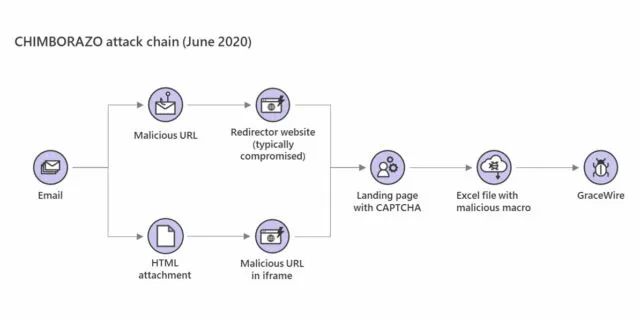 CHIMBORAZO attack chain (June 2020)
Malicious URL
Redirector website
(typically
compromised)
Email
Landing page
with CAPTCHA
Excel file with
malicious macro
GraceWire
HTML
attachment
Malicious URL
in iframe